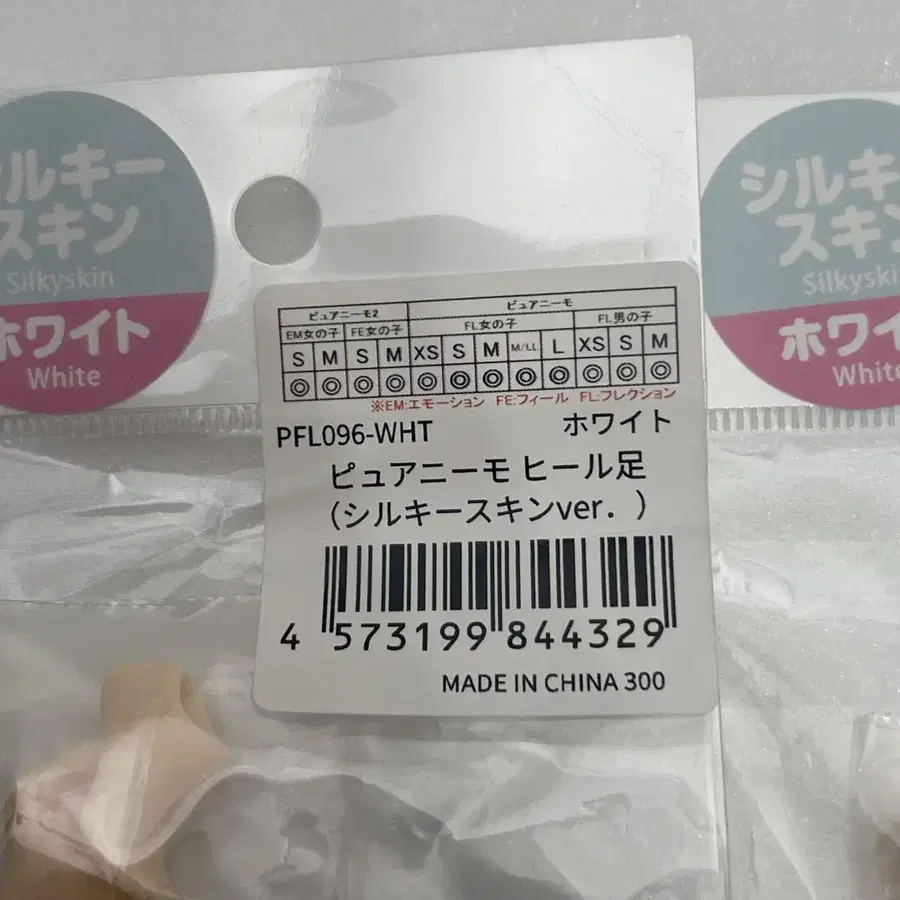 ルキー
スキン
Silkyskin
ホワイト
White
シルキ
スキン
Silkyskin
ホワイ
White
ピュアニーモ2 ピュアニーモ
EM女の子 FE女の子 FL女の子 FL男の子
S M S M XS S M M/LL L XS S M
◎ ◎ ◎ ◎ ◎ ◎ ◎ ◎ ◎ ◎ ◎ ◎
※EM:エモーション FE:フィール FL:フレクション
PFL096-WHT ホワイト
ピュアニーモ ヒール足
(シルキースキンver. )
4 573199 844329
MADE IN CHINA 300